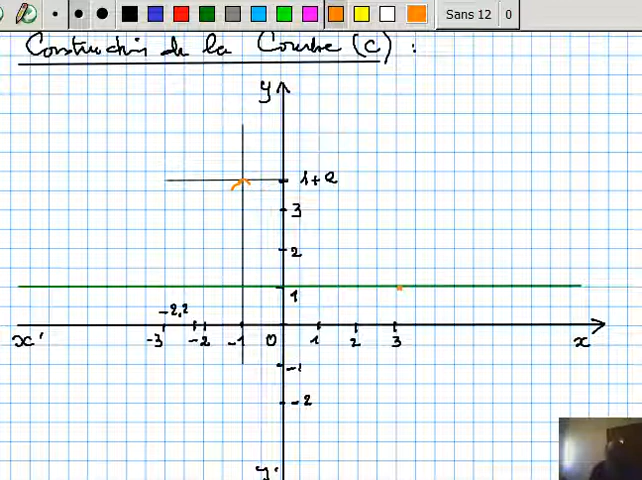 Sans 12 0
Construction de la Courbe (C) :
y
1+e
3
2
1
-2,2
x' -3 -2 -1 0 1 2 3 x
-1
-2
y'